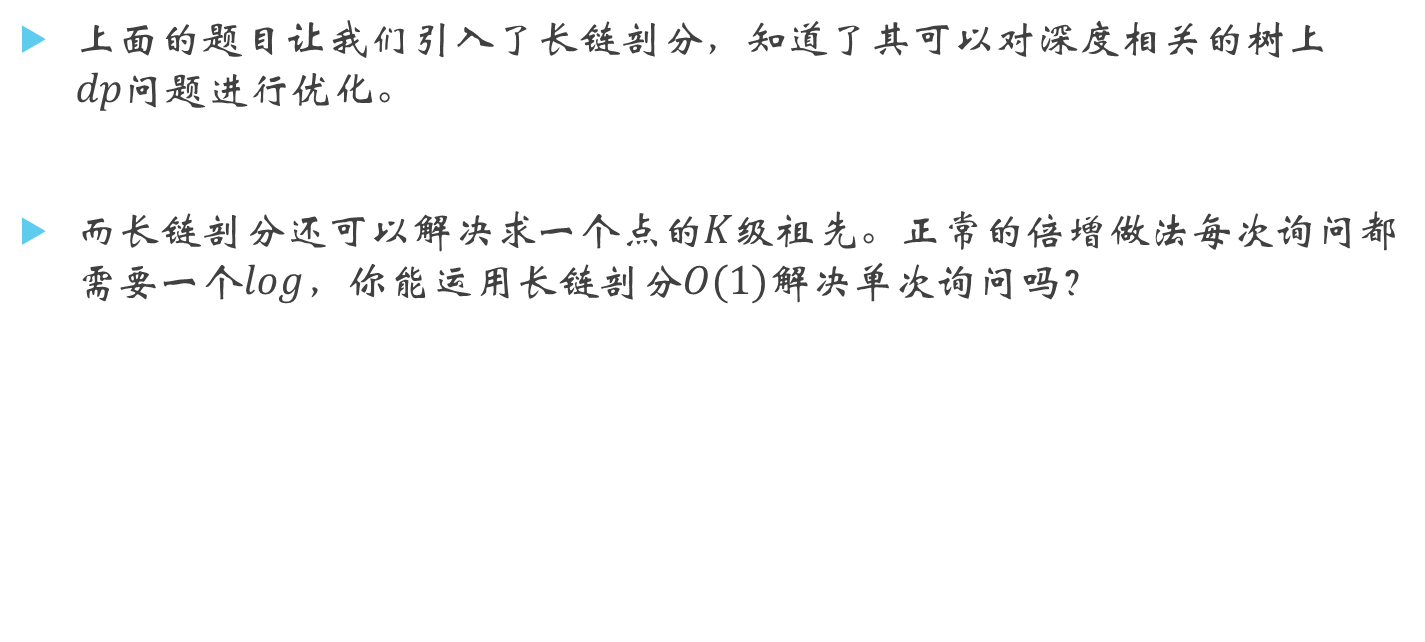 上面的题目让我们引入了长链剖分，知道了其可以对深度相关的树上
dp问题进行优化。
而长链剖分还可以解决求一个点的K级祖先。正常的倍增做法每次询问都
需要一个log，你能运用长链剖分O(1)解决单次询问吗？